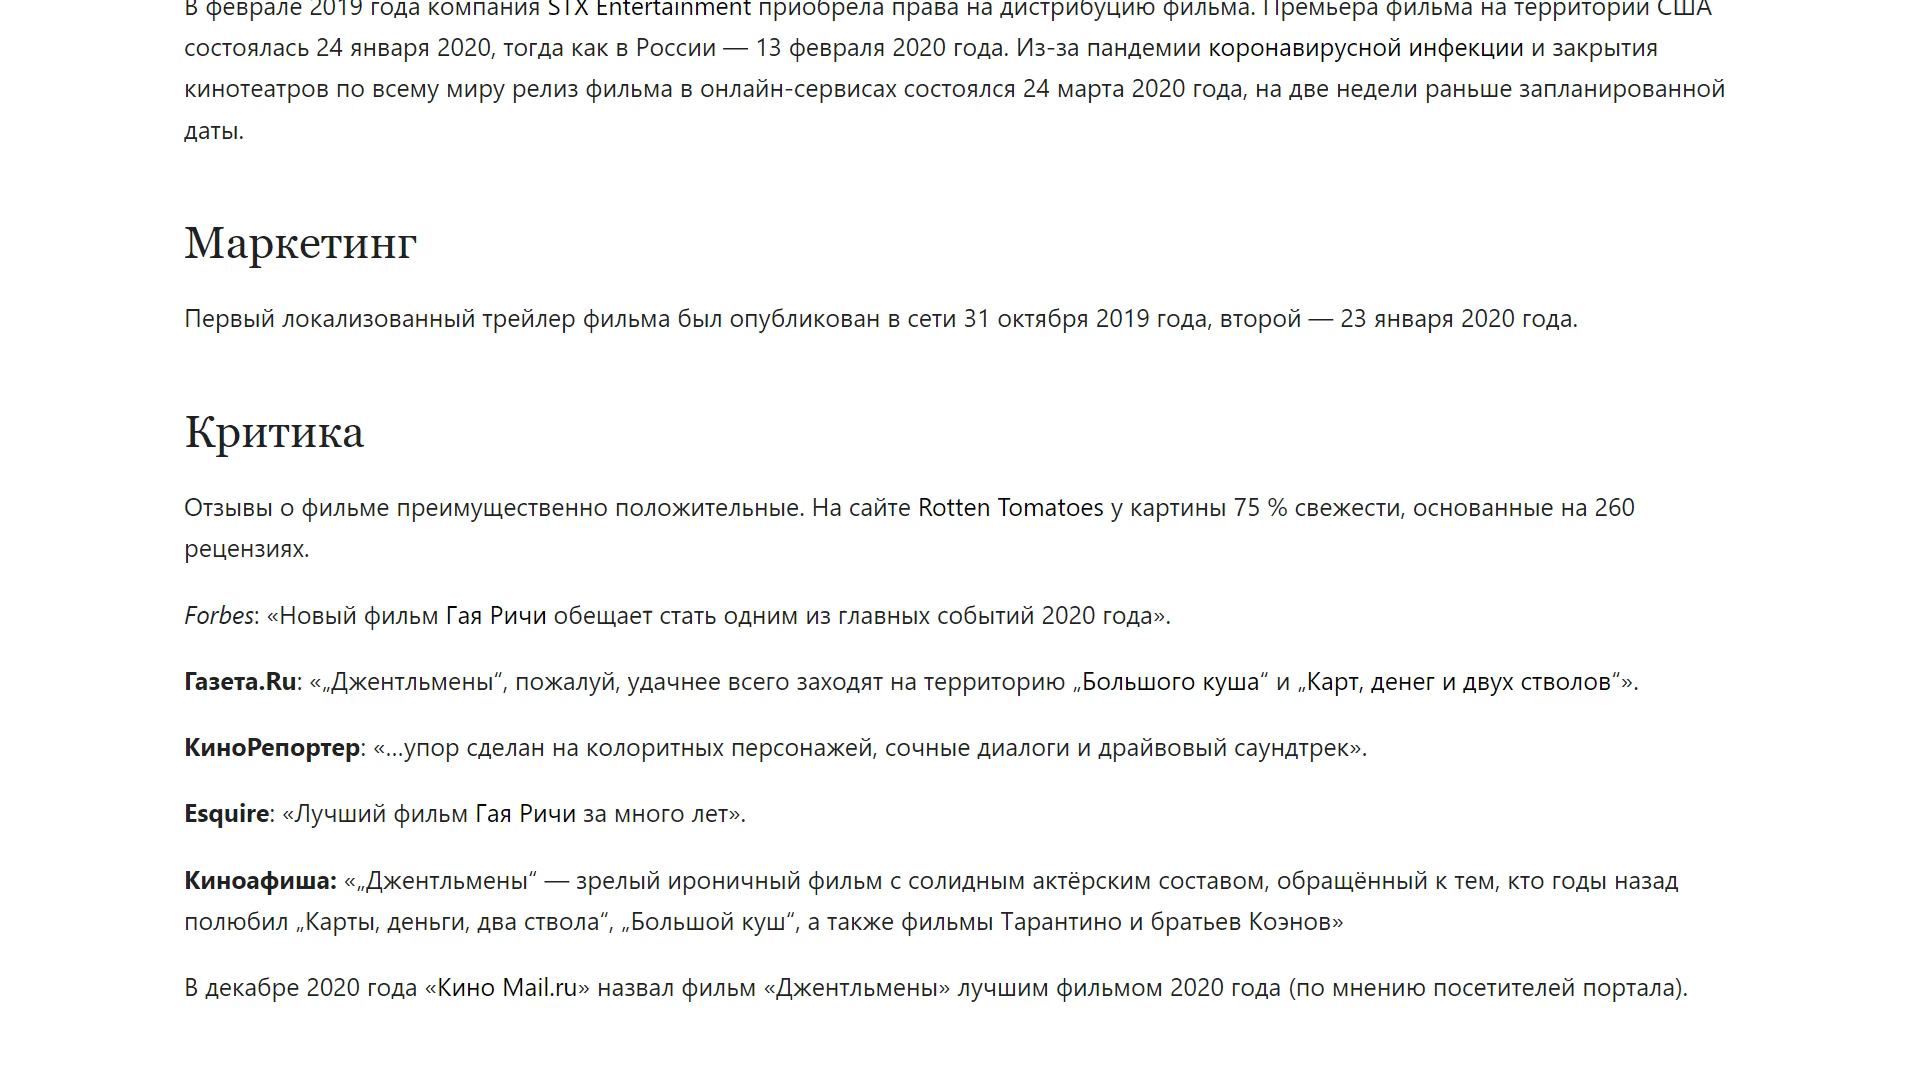 В феврале 2019 года компания STX Entertainment приобрела права на дистрибуцию фильма. Премьера фильма на территории США
состоялась 24 января 2020, тогда как в России — 13 февраля 2020 года. Из-за пандемии коронавирусной инфекции и закрытия
кинотеатров по всему миру релиз фильма в онлайн-сервисах состоялся 24 марта 2020 года, на две недели раньше запланированной
даты.
Маркетинг
Первый локализованный трейлер фильма был опубликован в сети 31 октября 2019 года, второй — 23 января 2020 года.
Критика
Отзывы о фильме преимущественно положительные. На сайте Rotten Tomatoes у картины 75 % свежести, основанные на 260
рецензиях.
Forbes: «Новый фильм Гая Ричи обещает стать одним из главных событий 2020 года».
Газета.Ru: «„Джентльмены“, пожалуй, удачнее всего заходят на территорию „Большого куша“ и „Карт, денег и двух стволов“».
КиноРепортер: «…упор сделан на колоритных персонажей, сочные диалоги и драйвовый саундтрек».
Esquire: «Лучший фильм Гая Ричи за много лет».
Киноафиша: «„Джентльмены“ — зрелый ироничный фильм с солидным актёрским составом, обращённый к тем, кто годы назад
полюбил „Карты, деньги, два ствола“, „Большой куш“, а также фильмы Тарантино и братьев Коэнов»
В декабре 2020 года «Кино Mail.ru» назвал фильм «Джентльмены» лучшим фильмом 2020 года (по мнению посетителей портала).